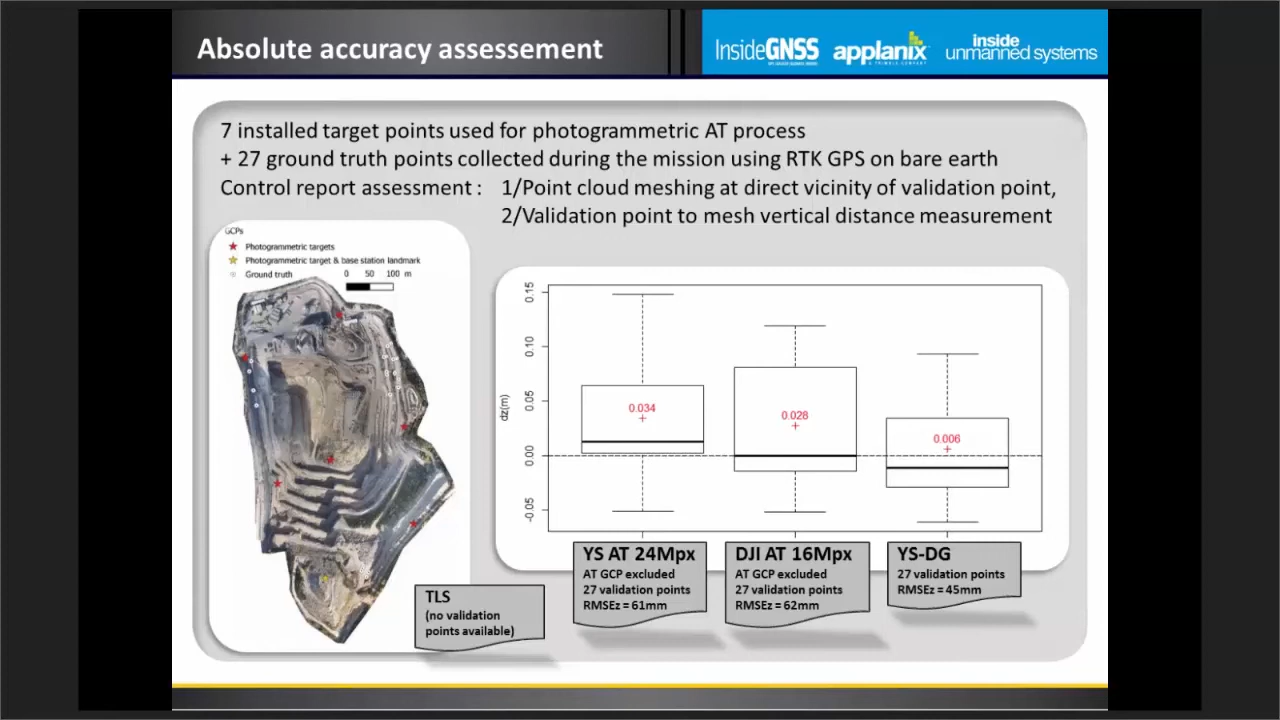 Absolute accuracy assessement
InsideGNSS
applanix
A TRIMBLE COMPANY
inside
unmanned systems
7 installed target points used for photogrammetric AT process
+ 27 ground truth points collected during the mission using RTK GPS on bare earth
Control report assessment : 1/Point cloud meshing at direct vicinity of validation point,
2/Validation point to mesh vertical distance measurement
GCPs
Photogrammetric targets
Photogrammetric target & base station landmark
Ground truth
0 50 100 m
dz(m)
0.15
0.10
0.05
0.00
-0.05
0.034
0.028
0.006
TLS
(no validation
points available)
YS AT 24Mpx
AT GCP excluded
27 validation points
RMSEz = 61mm
DJI AT 16Mpx
AT GCP excluded
27 validation points
RMSEz = 62mm
YS-DG
27 validation points
RMSEz = 45mm